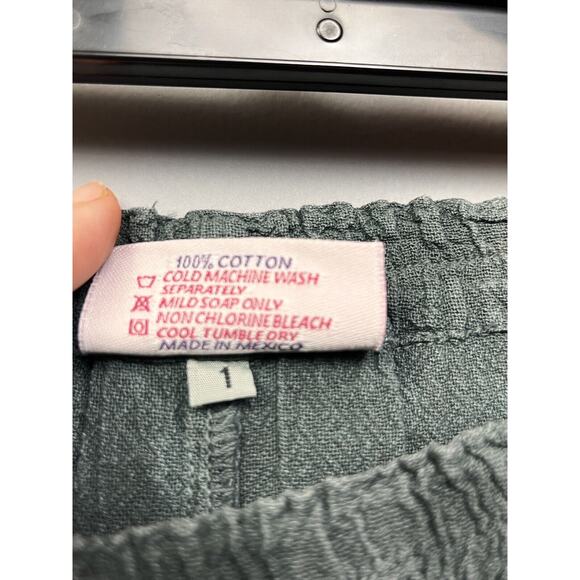 100% COTTON
COLD MACHINE WASH
SEPARATELY
MILD SOAP ONLY
NON CHLORINE BLEACH
COOL TUMBLE DRY
MADE IN MEXICO
1